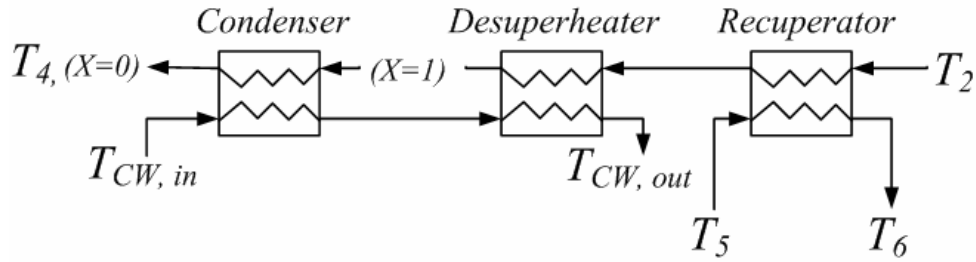 Condenser Desuperheater Recuperator
T4, (X=0) (X=1) T2
TCW, in TCW, out
T5 T6